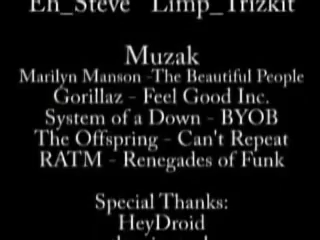 Eh_Steve Limp_Trizkit
Muzak
Marilyn Manson -The Beautiful People
Gorillaz - Feel Good Inc.
System of a Down - BYOB
The Offspring - Can't Repeat
RATM - Renegades of Funk
Special Thanks:
HeyDroid